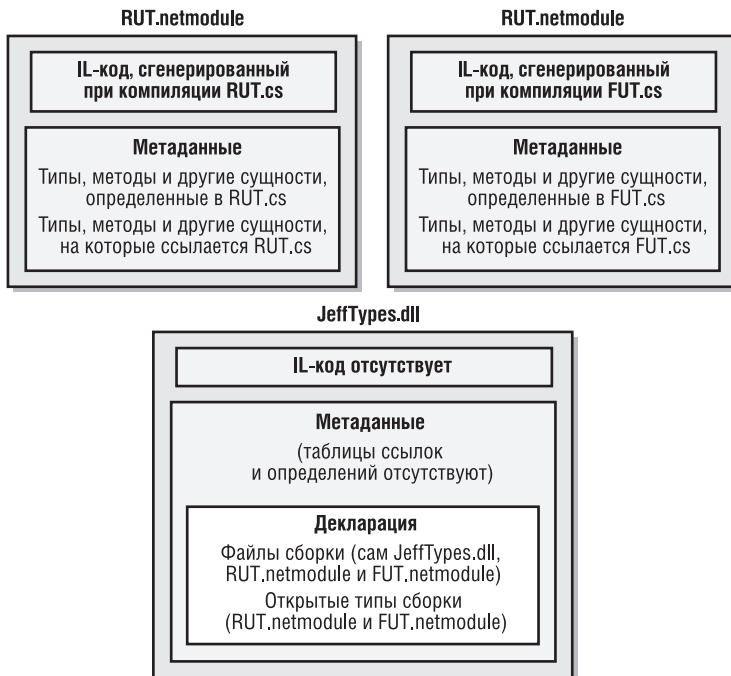 RUT.netmodule
IL-код, сгенерированный
при компиляции RUT.cs
Метаданные
Типы, методы и другие сущности,
определенные в RUT.cs
Типы, методы и другие сущности,
на которые ссылается RUT.cs
RUT.netmodule
IL-код, сгенерированный
при компиляции FUT.cs
Метаданные
Типы, методы и другие сущности,
определенные в FUT.cs
Типы, методы и другие сущности,
на которые ссылается FUT.cs
JeffTypes.dll
IL-код отсутствует
Метаданные
(таблицы ссылок
и определений отсутствуют)
Декларация
Файлы сборки (сам JeffTypes.dll,
RUT.netmodule и FUT.netmodule)
Открытые типы сборки
(RUT.netmodule и FUT.netmodule)